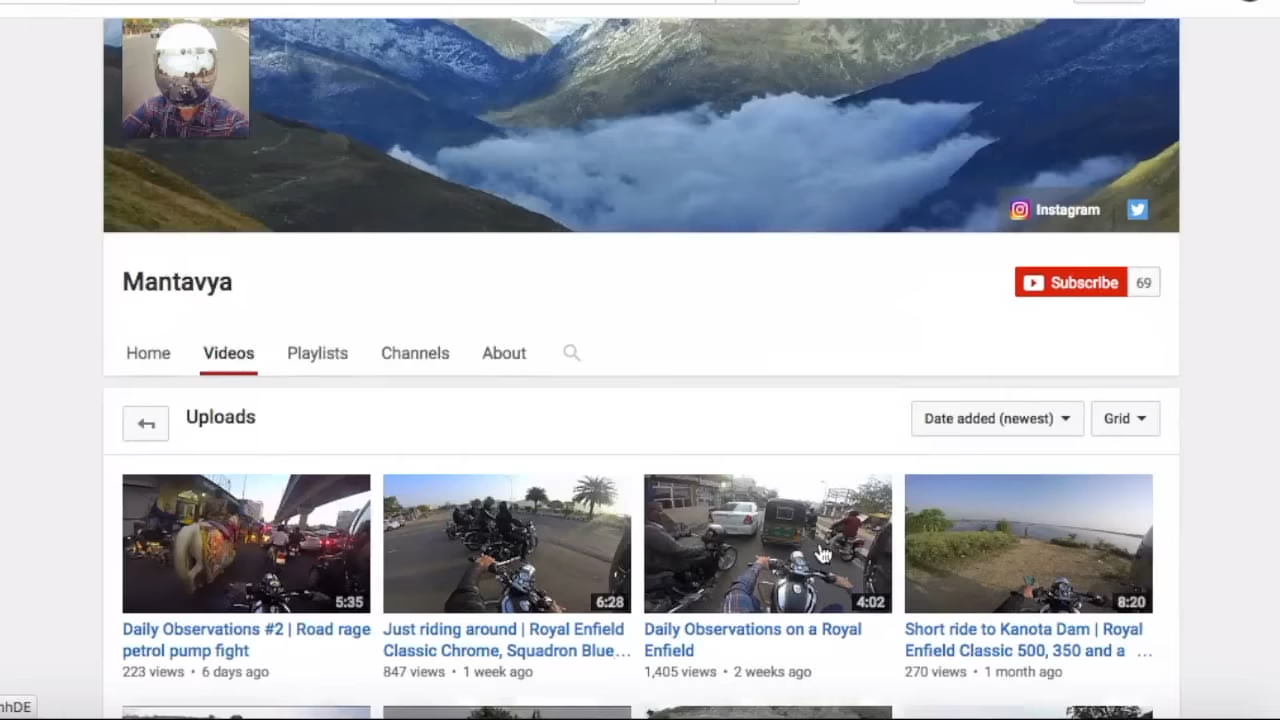 Instagram
Mantavya
Subscribe 69
Home Videos Playlists Channels About
Uploads
Date added (newest) Grid
5:35 6:28 4:02 8:20
Daily Observations #2 | Road rage petrol pump fight
223 views • 6 days ago
Just riding around | Royal Enfield Classic Chrome, Squadron Blue...
847 views • 1 week ago
Daily Observations on a Royal Enfield
1,405 views • 2 weeks ago
Short ride to Kanota Dam | Royal Enfield Classic 500, 350 and a ...
270 views • 1 month ago